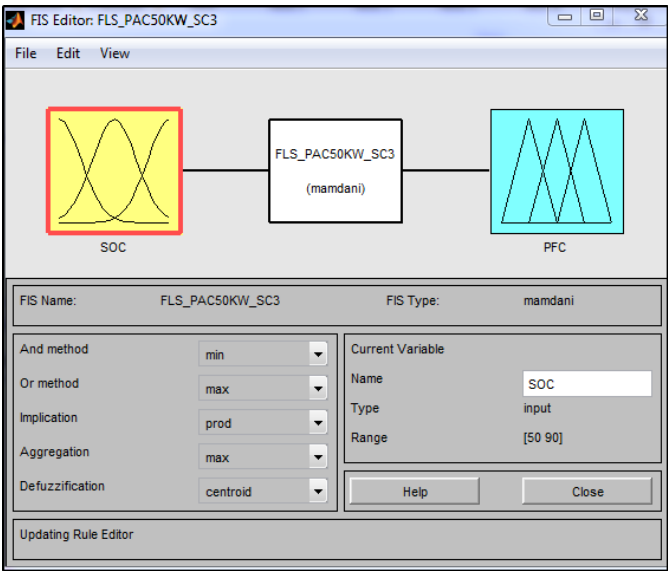 FIS Editor: FLS_PAC50KW_SC3
File Edit View
FLS_PAC50KW_SC3
(mamdani)
SOC
PFC
FIS Name: FLS_PAC50KW_SC3 FIS Type: mamdani
And method min
Or method max
Implication prod
Aggregation max
Defuzzification centroid
Current Variable
Name SOC
Type input
Range [50 90]
Help Close
Updating Rule Editor